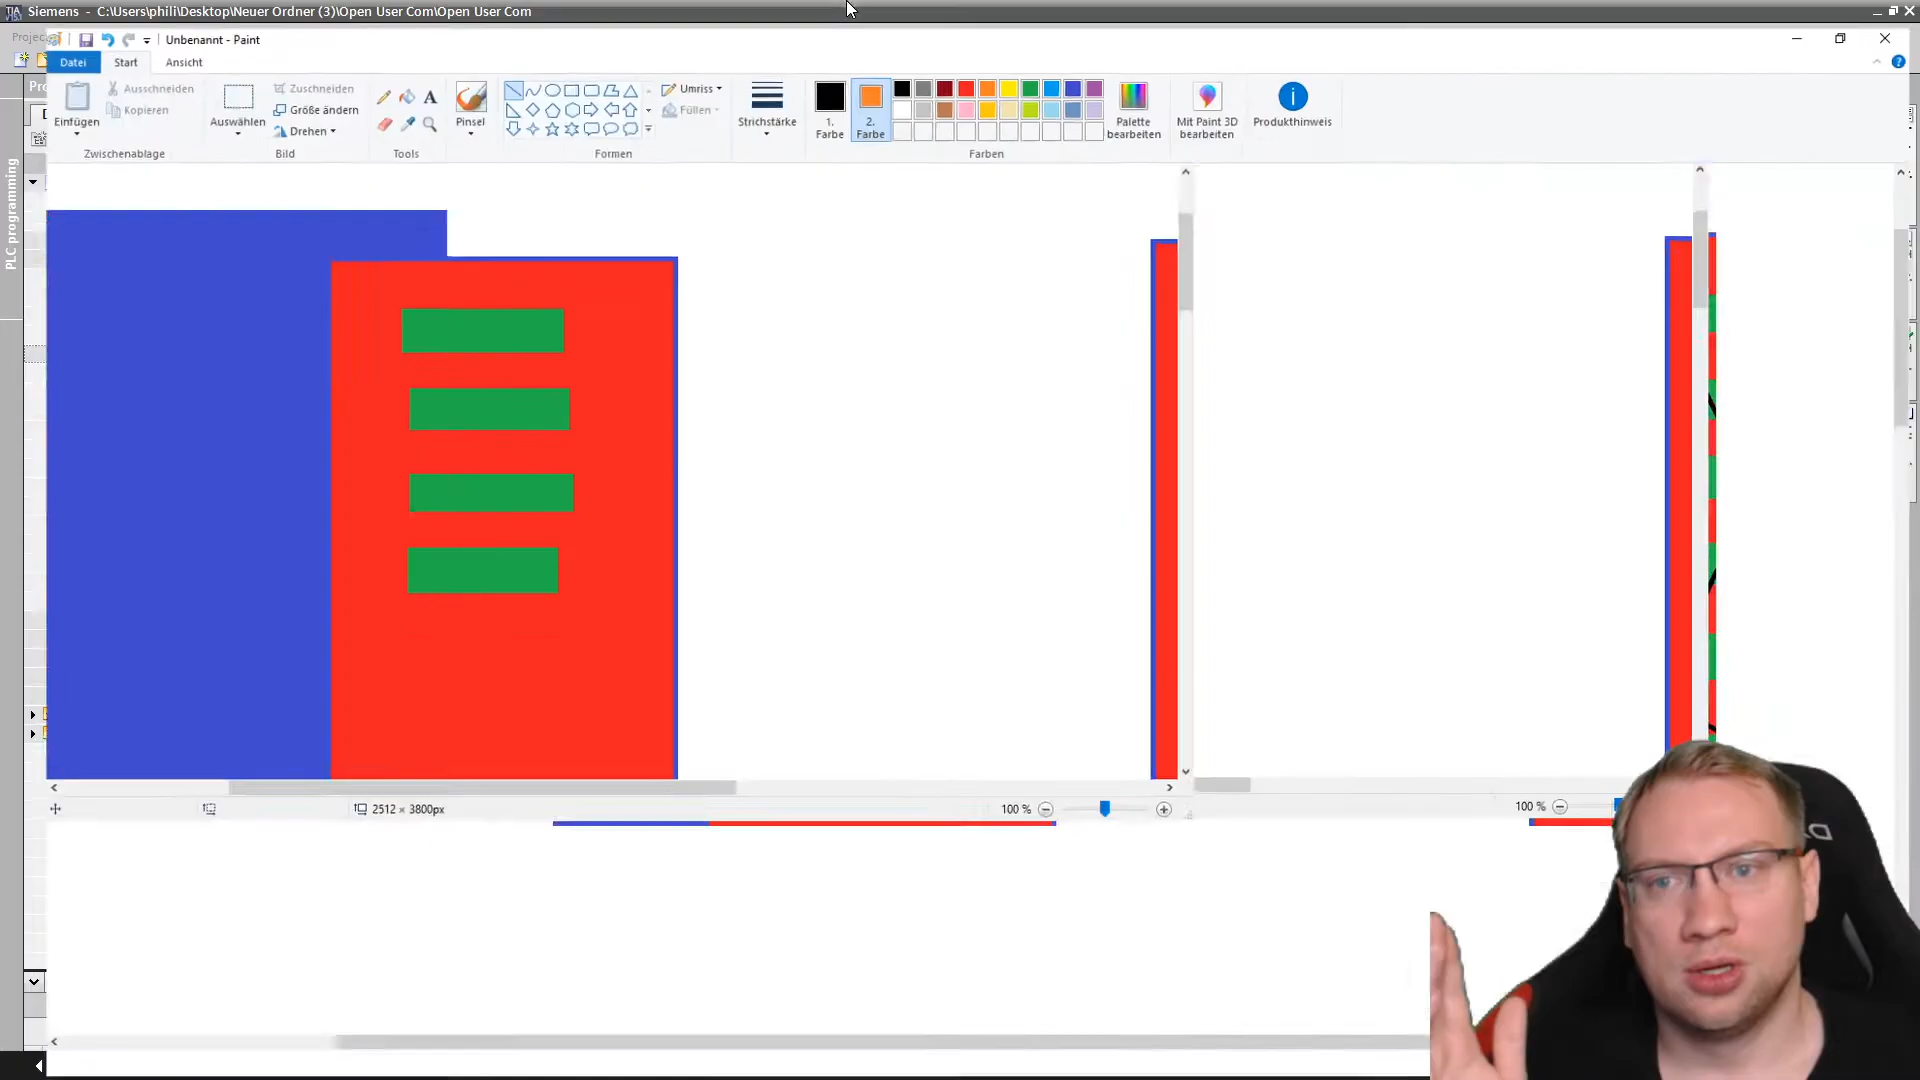 Siemens - C:\Users\phili\Desktop\Neuer Ordner (3)\Open User Com\Open User Com
Projec
Unbenannt - Paint
Datei
Start
Ansicht
Einfügen
Ausschneiden
Kopieren
Zwischenablage
Auswählen
Zuschneiden
Größe ändern
Drehen
Bild
Tools
Pinsel
Formen
Umriss
Füllen
Strichstärke
1.
Farbe
2.
Farbe
Farben
Palette
bearbeiten
Mit Paint 3D
bearbeiten
Produkthinweis
PLC programming
2512 × 3800px
100 %
100 %